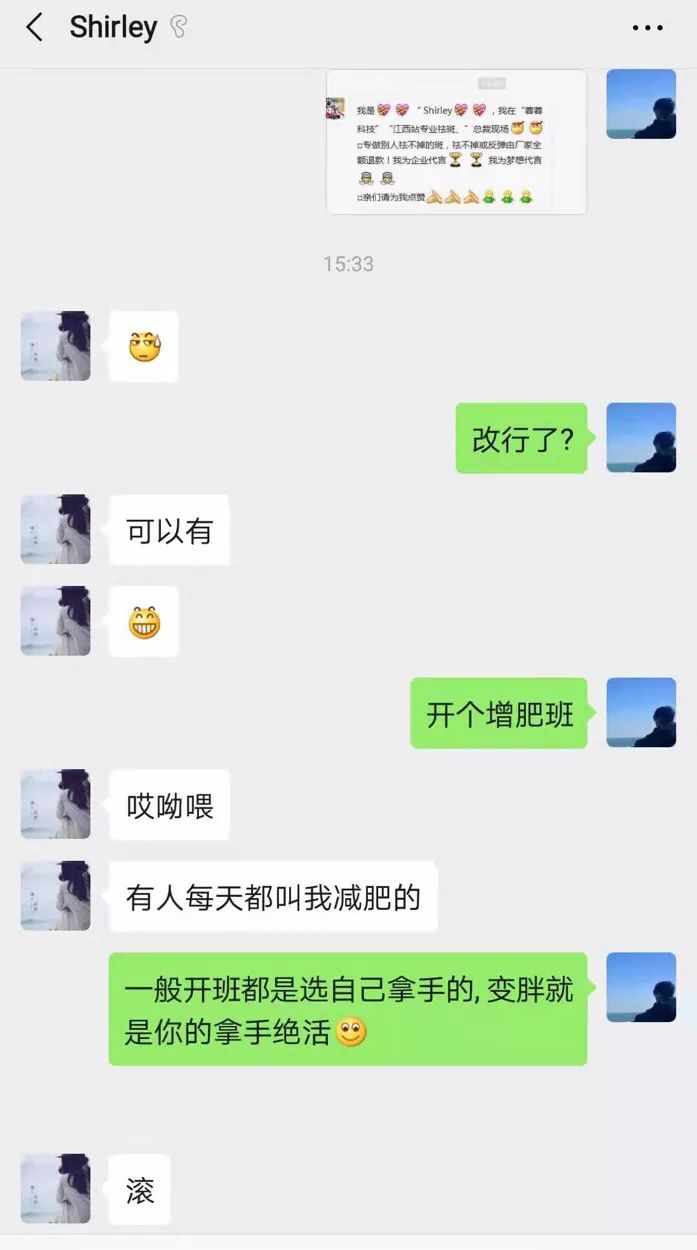 Shirley
我是"Shirley",我在"蓉蓉
科技""江西站专业祛斑。"总裁现场
□专做别人祛不掉的斑,祛不掉或反弹由厂家全
额退款!我为企业代言 我为梦想代言
□亲们请为我点赞
15:33
改行了?
可以有
开个增肥班
哎呦喂
有人每天都叫我减肥的
一般开班都是选自己拿手的,变胖就
是你的拿手绝活
滚